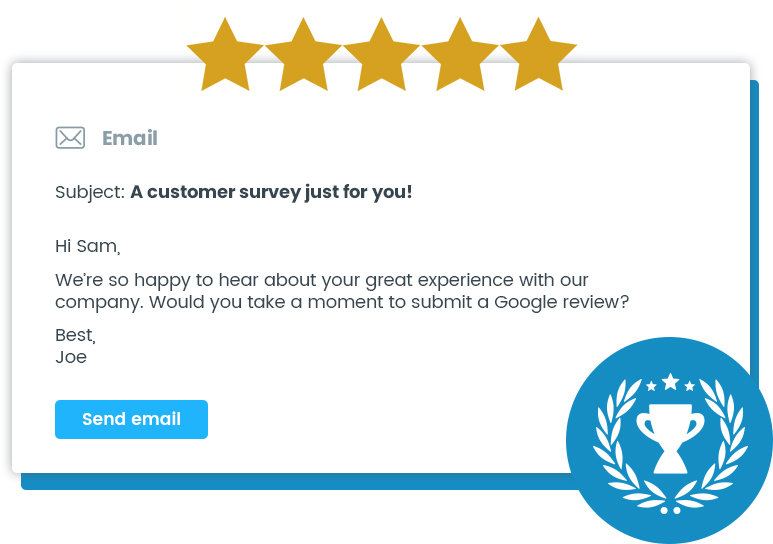 Email
Subject: A customer survey just for you!
Hi Sam,
We're so happy to hear about your great experience with our
company. Would you take a moment to submit a Google review?
Best,
Joe
Send email